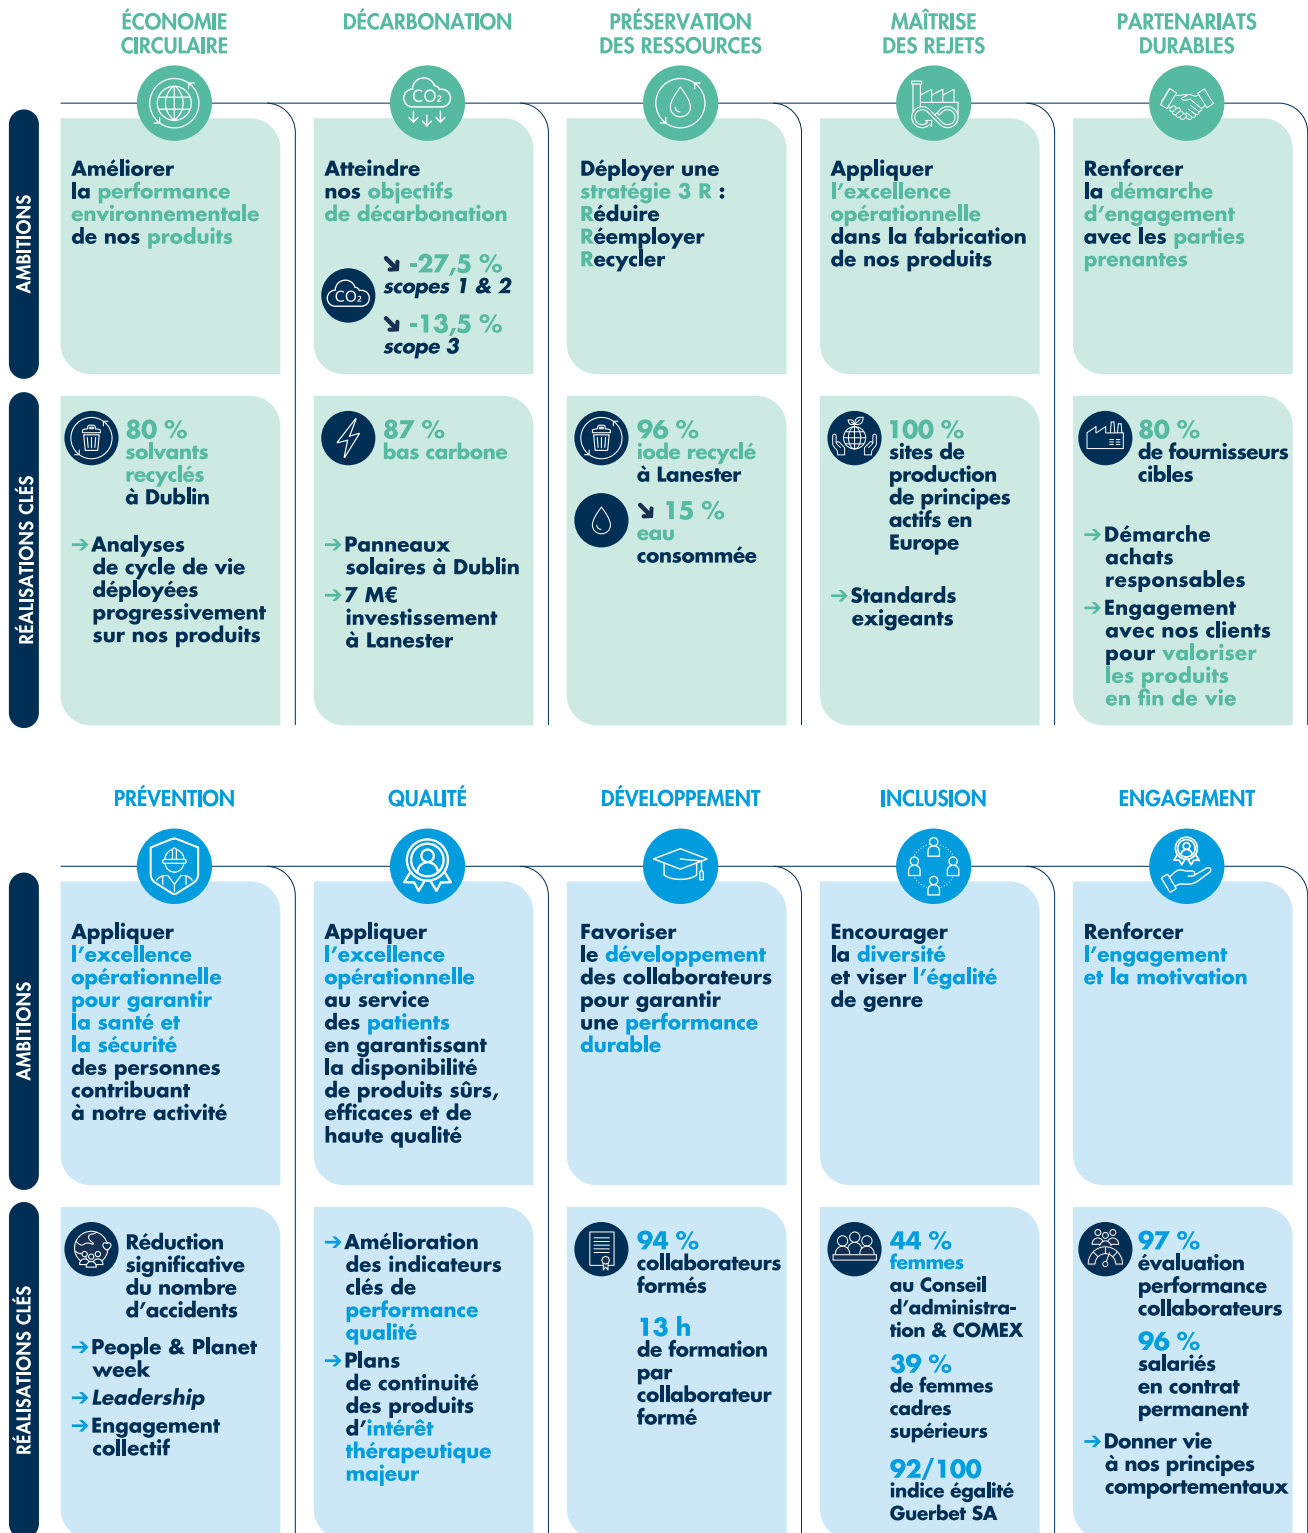 ÉCONOMIE
CIRCULAIRE
DÉCARBONATION
PRÉSERVATION
DES RESSOURCES
MAÎTRISE
DES REJETS
PARTENARIATS
DURABLES
CO₂
AMBITIONS
Améliorer
la performance
environnementale
de nos produits
Atteindre
nos objectifs
de décarbonation
CO₂
↘ -27,5 %
scopes 1 & 2
↘ -13,5 %
scope 3
Déployer une
stratégie 3 R :
Réduire
Réemployer
Recycler
Appliquer
l’excellence
opérationnelle
dans la fabrication
de nos produits
Renforcer
la démarche
d’engagement
avec les parties
prenantes
RÉALISATIONS CLÉS
80 %
solvants
recyclés
à Dublin
→ Analyses
de cycle de vie
déployées
progressivement
sur nos produits
87 %
bas carbone
→ Panneaux
solaires à Dublin
→ 7 M€
investissement
à Lanester
96 %
iode recyclé
à Lanester
↘ 15 %
eau
consommée
100 %
sites de
production
de principes
actifs en
Europe
→ Standards
exigeants
80 %
de fournisseurs
cibles
→ Démarche
achats
responsables
→ Engagement
avec nos clients
pour valoriser
les produits
en fin de vie
PRÉVENTION
QUALITÉ
DÉVELOPPEMENT
INCLUSION
ENGAGEMENT
AMBITIONS
Appliquer
l’excellence
opérationnelle
pour garantir
la santé et
la sécurité
des personnes
contribuant
à notre activité
Appliquer
l’excellence
opérationnelle
au service
des patients
en garantissant
la disponibilité
de produits sûrs,
efficaces et de
haute qualité
Favoriser
le développement
des collaborateurs
pour garantir
une performance
durable
Encourager
la diversité
et viser l’égalité
de genre
Renforcer
l’engagement
et la motivation
RÉALISATIONS CLÉS
Réduction
significative
du nombre
d’accidents
→ People & Planet
week
→ Leadership
→ Engagement
collectif
→ Amélioration
des indicateurs
clés de
performance
qualité
→ Plans
de continuité
des produits
d’intérêt
thérapeutique
majeur
94 %
collaborateurs
formés
13 h
de formation
par
collaborateur
formé
44 %
femmes
au Conseil
d’administra-
tion & COMEX
39 %
de femmes
cadres
supérieurs
92/100
indice égalité
Guerbet SA
97 %
évaluation
performance
collaborateurs
96 %
salariés
en contrat
permanent
→ Donner vie
à nos principes
comportementaux